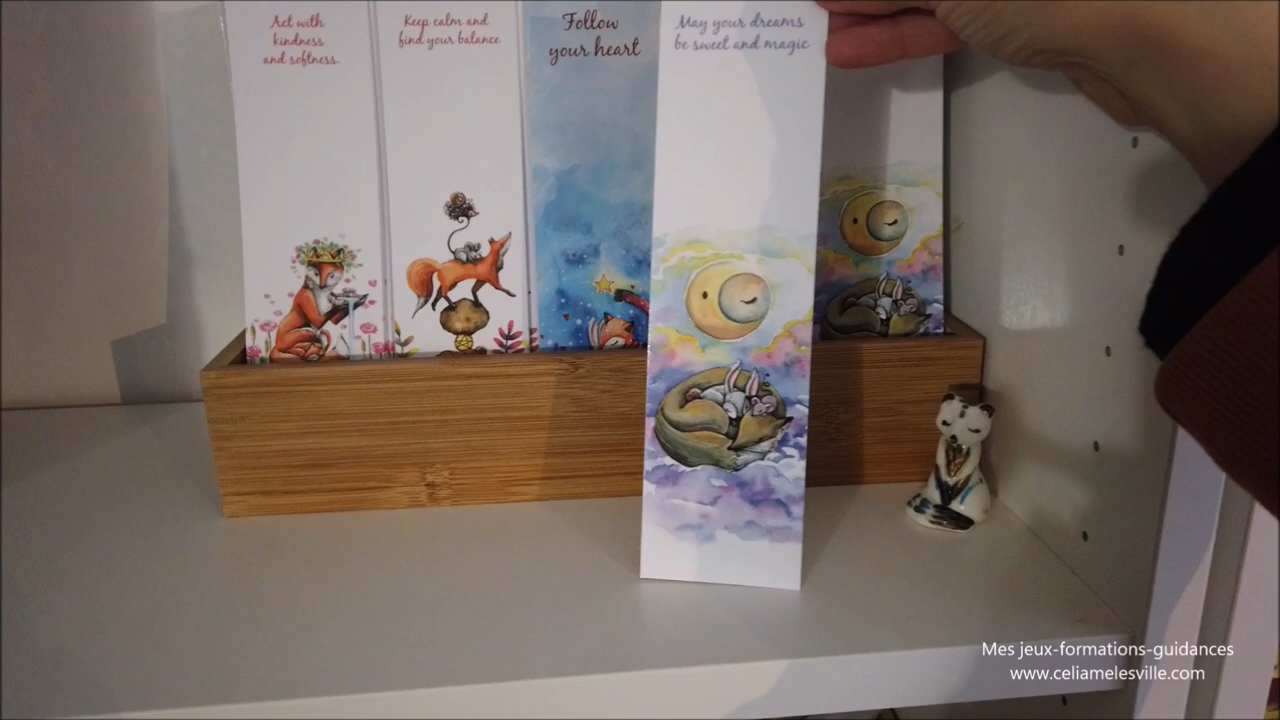 Act with
kindness
and softness.
Keep calm and
find your balance
Follow
your heart
May your dreams
be sweet and magic
Mes jeux-formations-guidances
www.celiamelesville.com